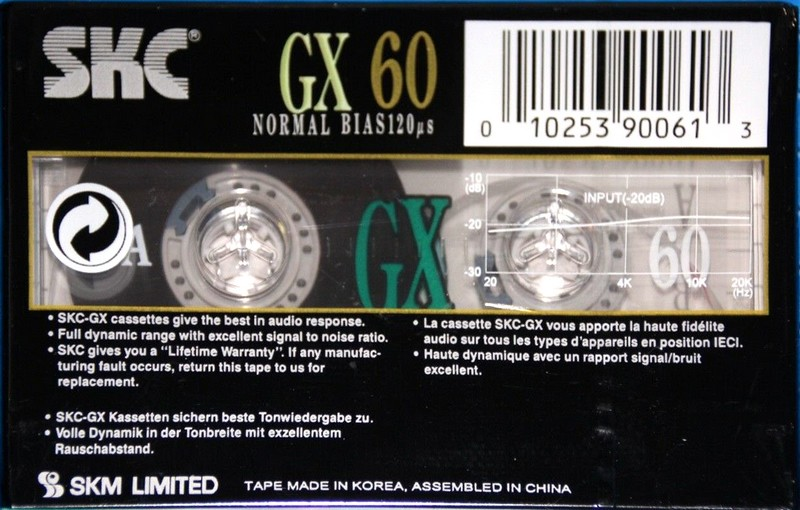 SKC®
GX 60
NORMAL BIAS 120µs
0 10253 90061 3
A
GX
60
-10
(dB)
INPUT(-20dB)
-20
-30
20
4K
10K
20K
(Hz)
• SKC-GX cassettes give the best in audio response.
• Full dynamic range with excellent signal to noise ratio.
• SKC gives you a “Lifetime Warranty”. If any manufac-
turing fault occurs, return this tape to us for
replacement.
• La cassette SKC-GX vous apporte la haute fidélite
audio sur tous les types d'appareils en position IECI.
• Haute dynamique avec un rapport signal/bruit
excellent.
• SKC-GX Kassetten sichern beste Tonwiedergabe zu.
• Volle Dynamik in der Tonbreite mit exzellentem
Rauschabstand.
SKM LIMITED
TAPE MADE IN KOREA, ASSEMBLED IN CHINA